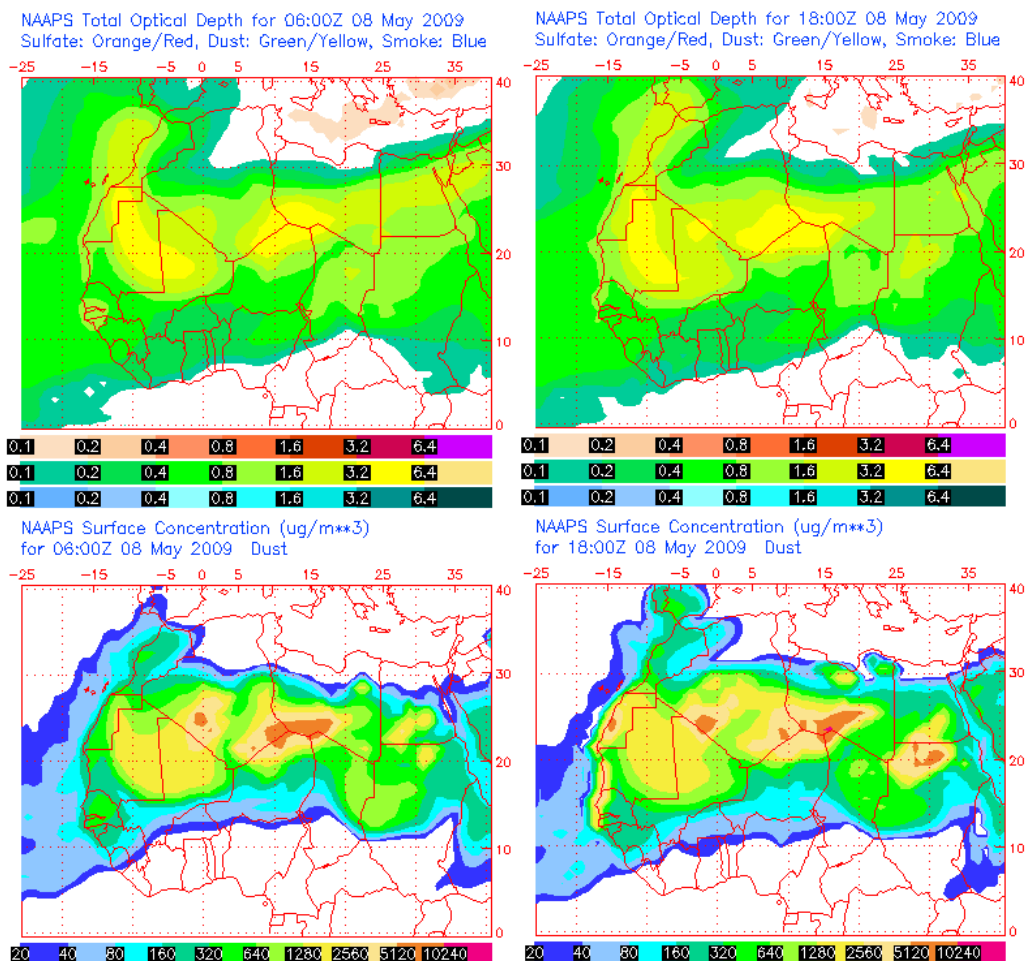 NAAPS Total Optical Depth for 06:00Z 08 May 2009
Sulfate: Orange/Red, Dust: Green/Yellow, Smoke: Blue
-25 -15 -5 0 5 15 25 35
40
30
20
10
0
0.1 0.2 0.4 0.8 1.6 3.2 6.4
0.1 0.2 0.4 0.8 1.6 3.2 6.4
0.1 0.2 0.4 0.8 1.6 3.2 6.4
NAAPS Total Optical Depth for 18:00Z 08 May 2009
Sulfate: Orange/Red, Dust: Green/Yellow, Smoke: Blue
-25 -15 -5 0 5 15 25 35
40
30
20
10
0
0.1 0.2 0.4 0.8 1.6 3.2 6.4
0.1 0.2 0.4 0.8 1.6 3.2 6.4
0.1 0.2 0.4 0.8 1.6 3.2 6.4
NAAPS Surface Concentration (ug/m**3)
for 06:00Z 08 May 2009 Dust
-25 -15 -5 0 5 15 25 35
40
30
20
10
0
20 40 80 160 320 640 1280 2560 5120 10240
NAAPS Surface Concentration (ug/m**3)
for 18:00Z 08 May 2009 Dust
-25 -15 -5 0 5 15 25 35
40
30
20
10
0
20 40 80 160 320 640 1280 2560 5120 10240